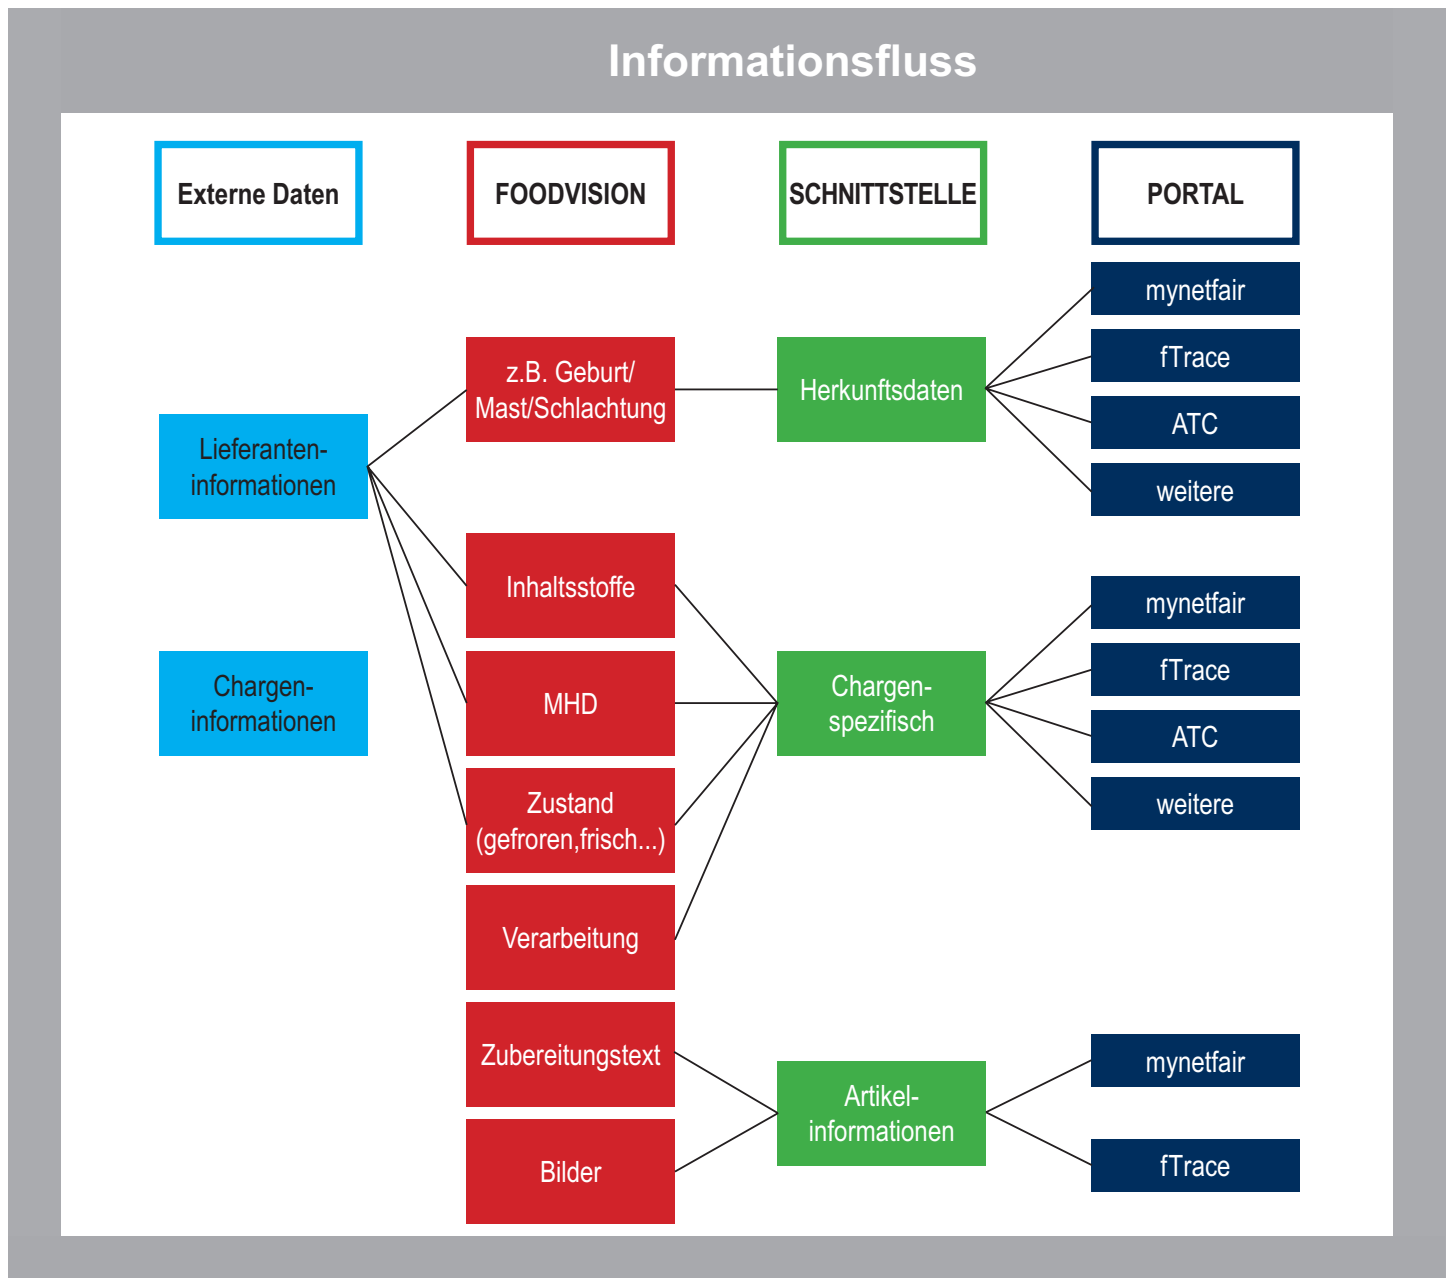 Informationsfluss
Externe Daten
FOODVISION
SCHNITTSTELLE
PORTAL
Lieferanten-
informationen
Chargen-
informationen
z.B. Geburt/
Mast/Schlachtung
Inhaltsstoffe
MHD
Zustand
(gefroren,frisch...)
Verarbeitung
Zubereitungstext
Bilder
Herkunftsdaten
Chargen-
spezifisch
Artikel-
informationen
mynetfair
fTrace
ATC
weitere
mynetfair
fTrace
ATC
weitere
mynetfair
fTrace